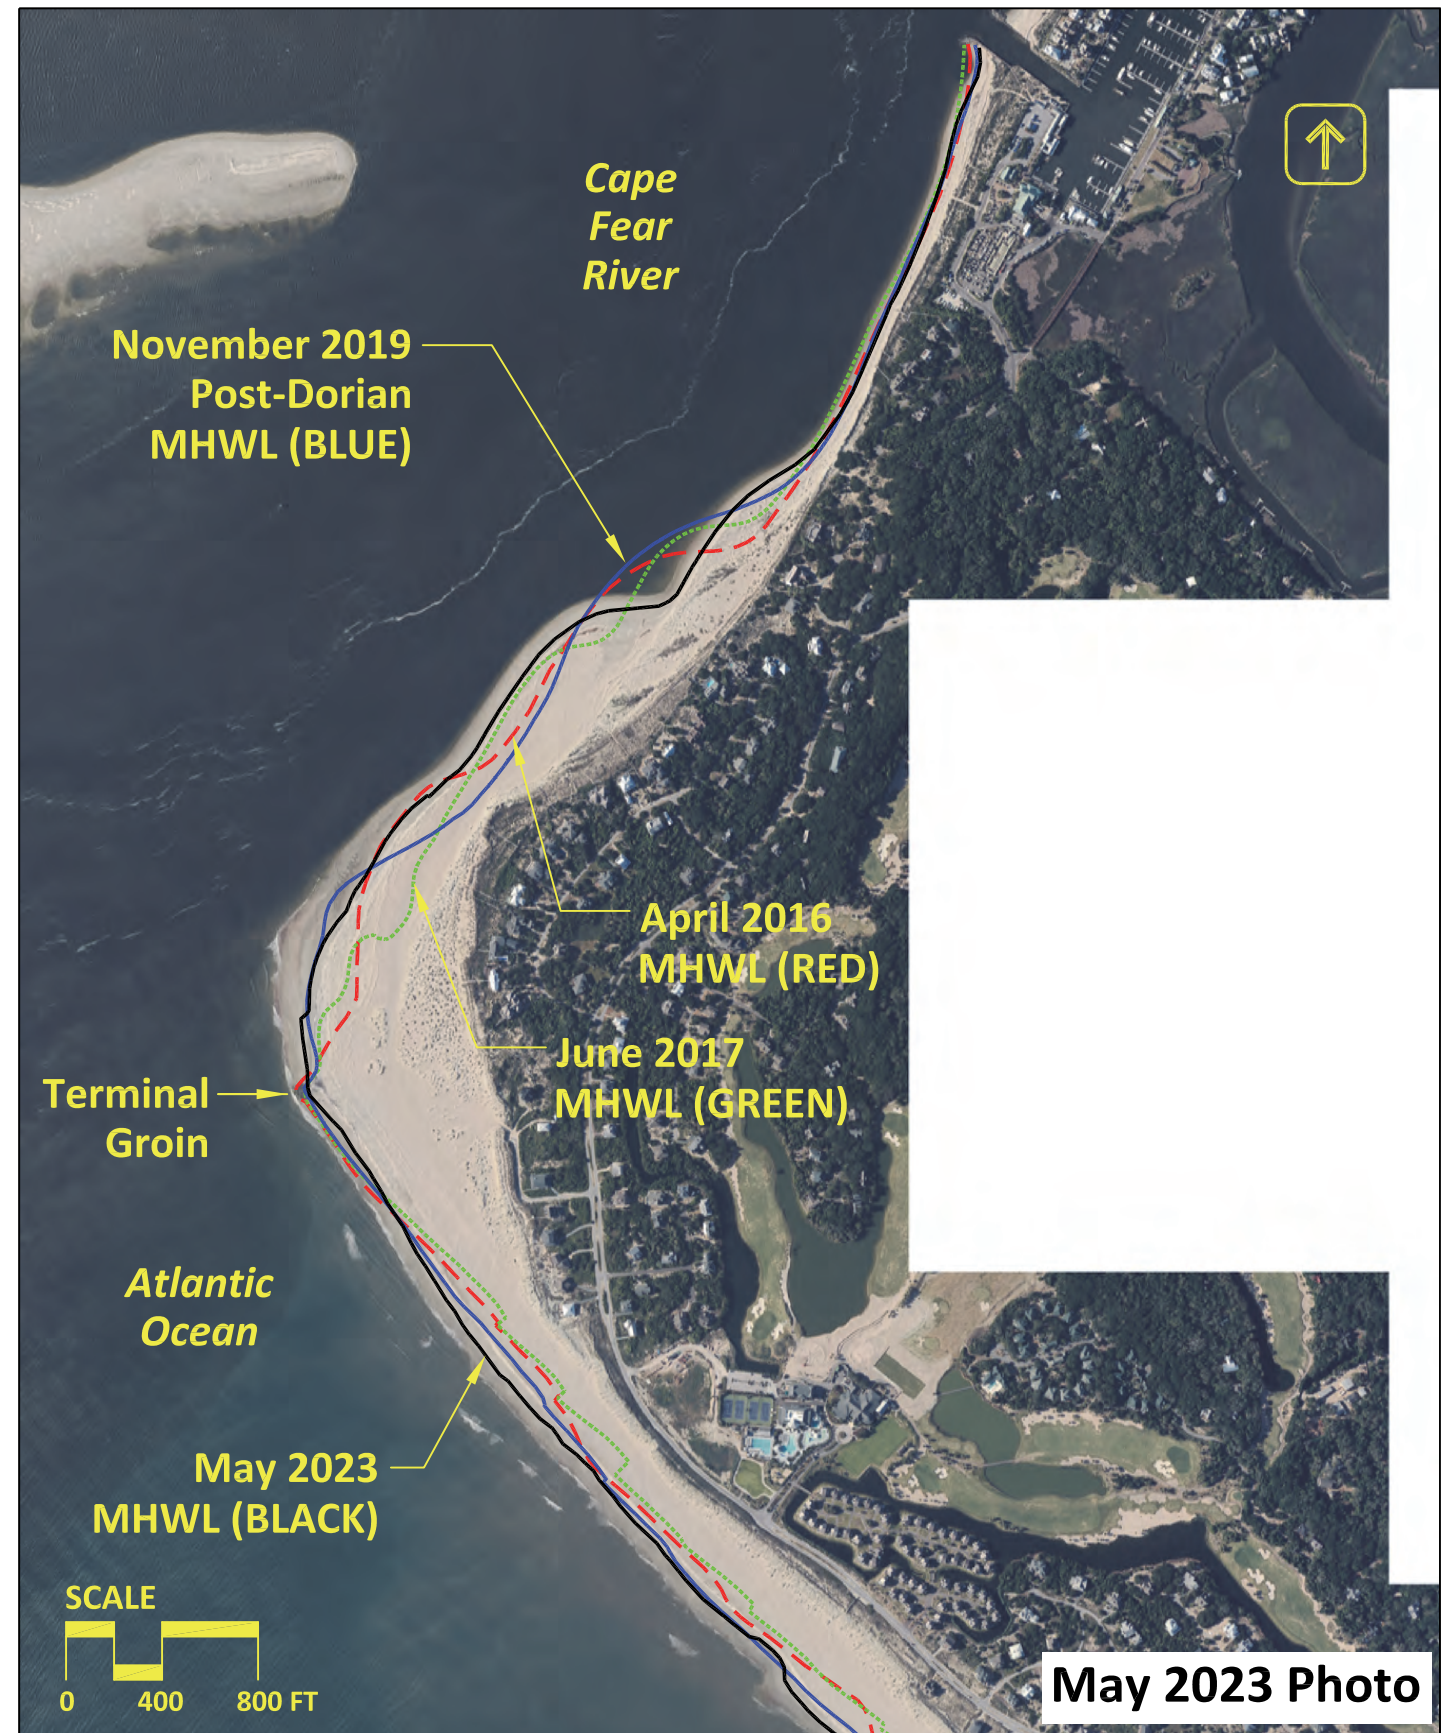 Cape
Fear
River
November 2019
Post-Dorian
MHWL (BLUE)
April 2016
MHWL (RED)
June 2017
MHWL (GREEN)
Terminal
Groin
Atlantic
Ocean
May 2023
MHWL (BLACK)
SCALE
0 400 800 FT
May 2023 Photo